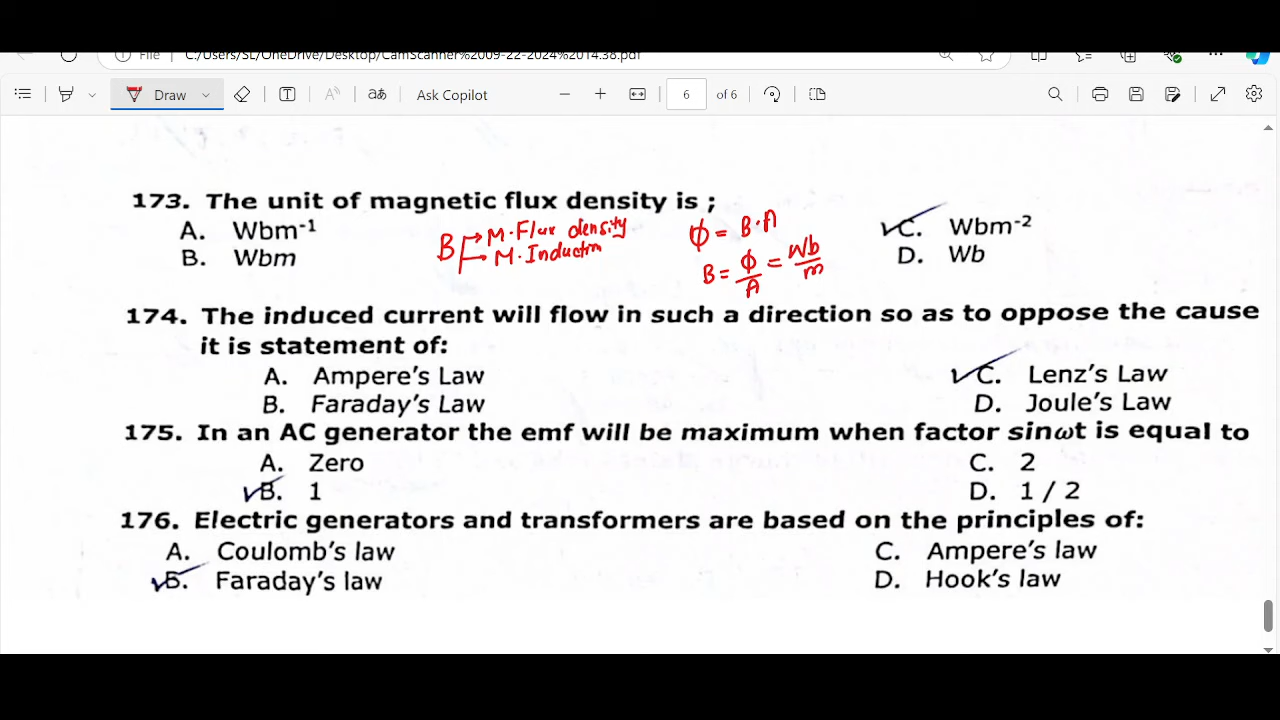 File C:/Users/SL/OneDrive/Desktop/CamScanner%2009-22-2024%2014.38.pdf
Draw aあ Ask Copilot 6 of 6
173. The unit of magnetic flux density is ;
A. Wbm-1
B. Wbm
C. Wbm-2
D. Wb
B M. Flux density
M. Induction
ϕ = B.A
B = ϕ/A = Wb/m
174. The induced current will flow in such a direction so as to oppose the cause
it is statement of:
A. Ampere's Law
B. Faraday's Law
C. Lenz's Law
D. Joule's Law
175. In an AC generator the emf will be maximum when factor sinωt is equal to
A. Zero
B. 1
C. 2
D. 1 / 2
176. Electric generators and transformers are based on the principles of:
A. Coulomb's law
B. Faraday's law
C. Ampere's law
D. Hook's law